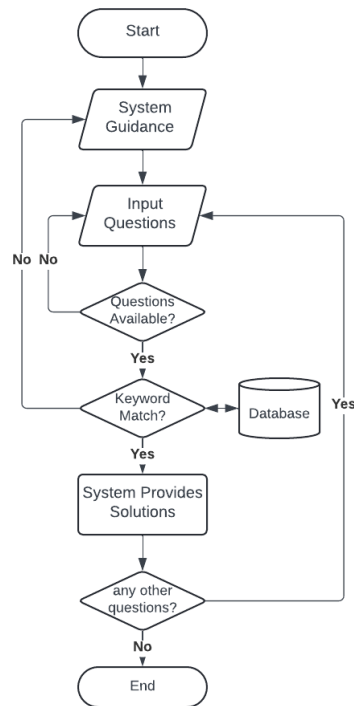 Start
System
Guidance
Input
Questions
No
No
Questions
Available?
Yes
Keyword
Match?
Database
Yes
Yes
System Provides
Solutions
any other
questions?
No
End